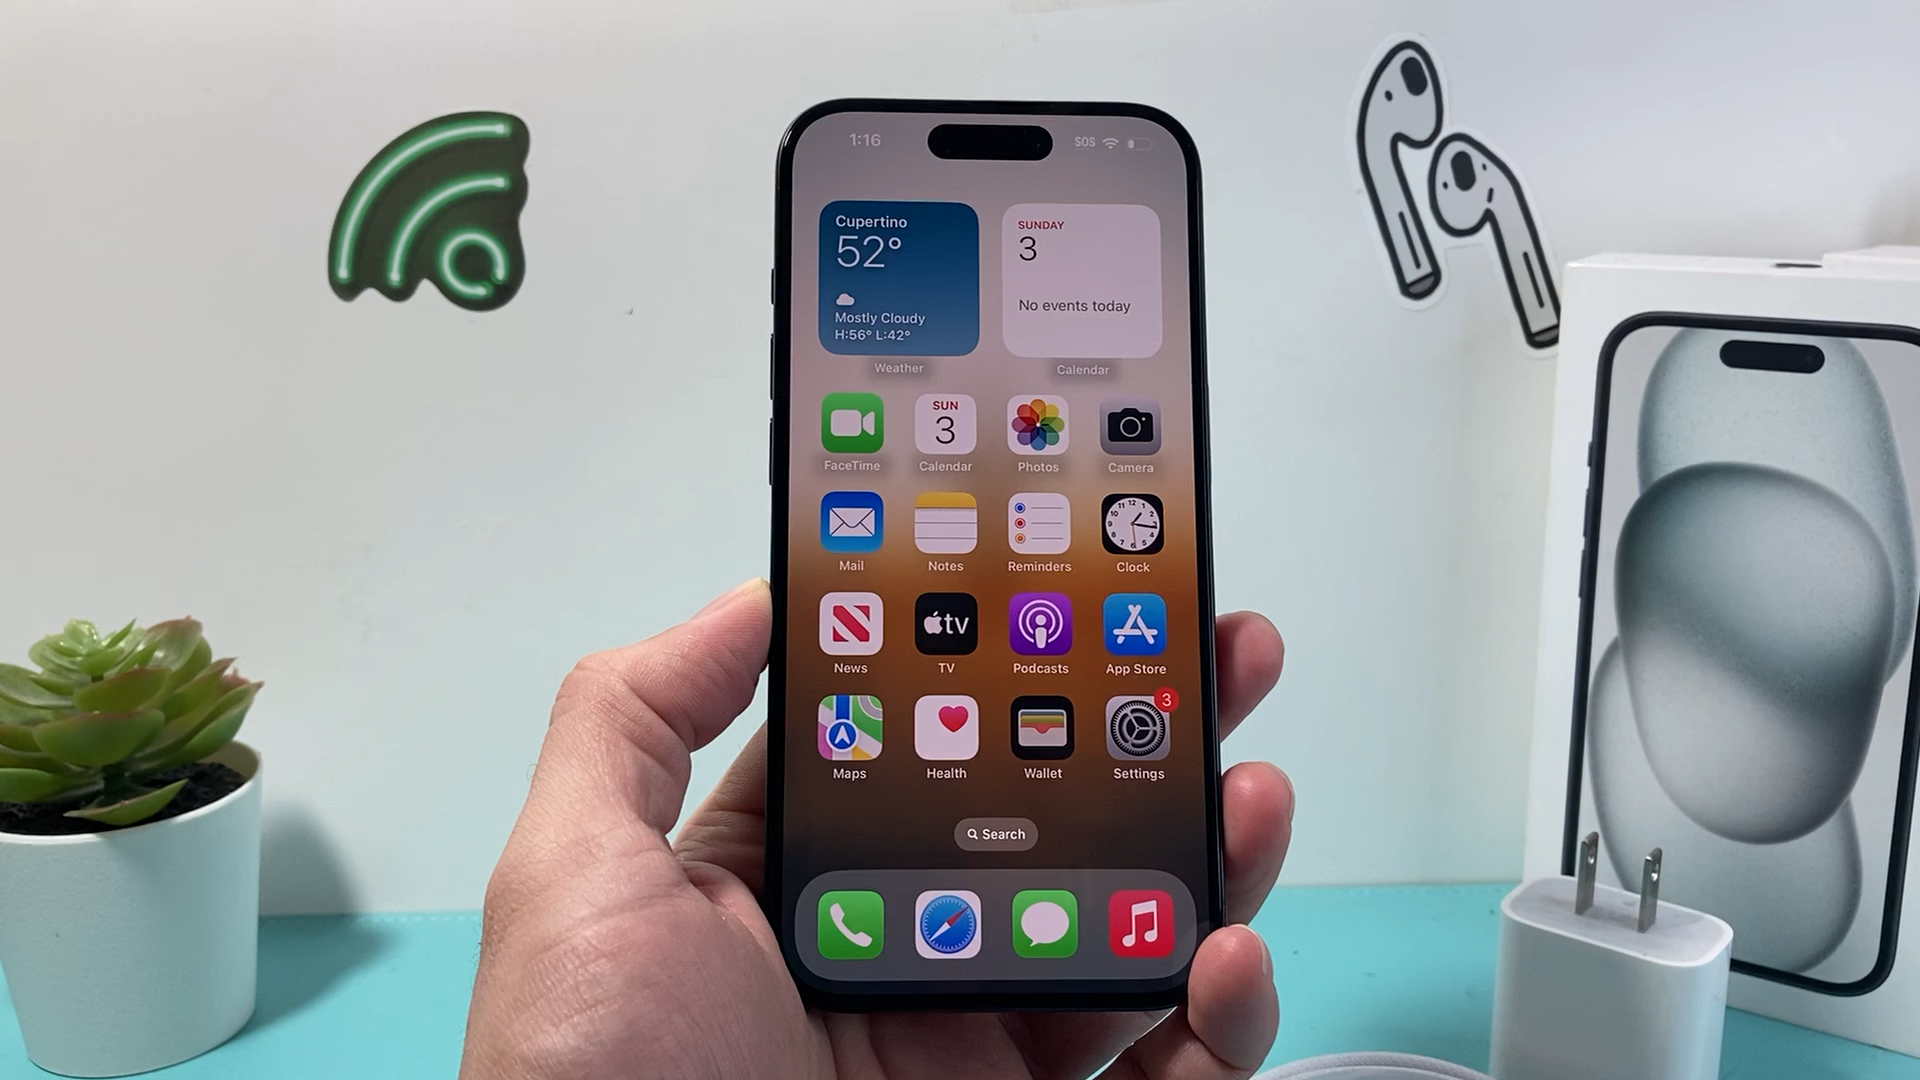 1:16
SOS
Cupertino
52°
Mostly Cloudy
H:56° L:42°
Weather
SUNDAY
3
No events today
Calendar
SUN
3
FaceTime
Calendar
Photos
Camera
Mail
Notes
Reminders
Clock
News
tv
TV
Podcasts
App Store
3
Maps
Health
Wallet
Settings
Search